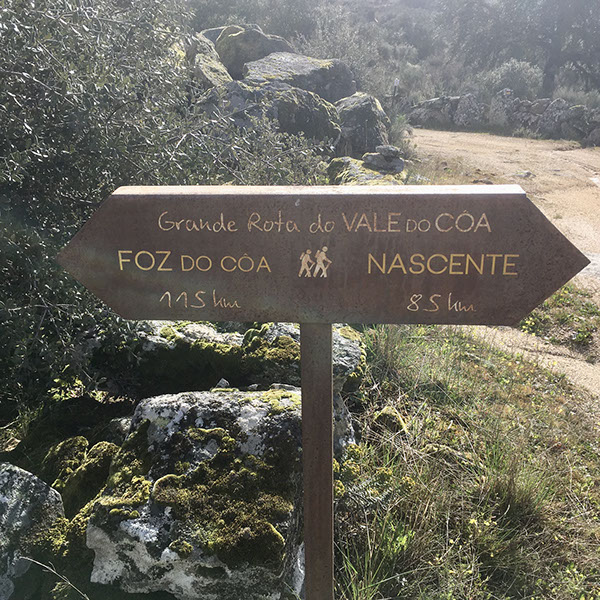 Grande Rota do VALE DO CÔA
FOZ DO CÔA NASCENTE
115 km 85 km